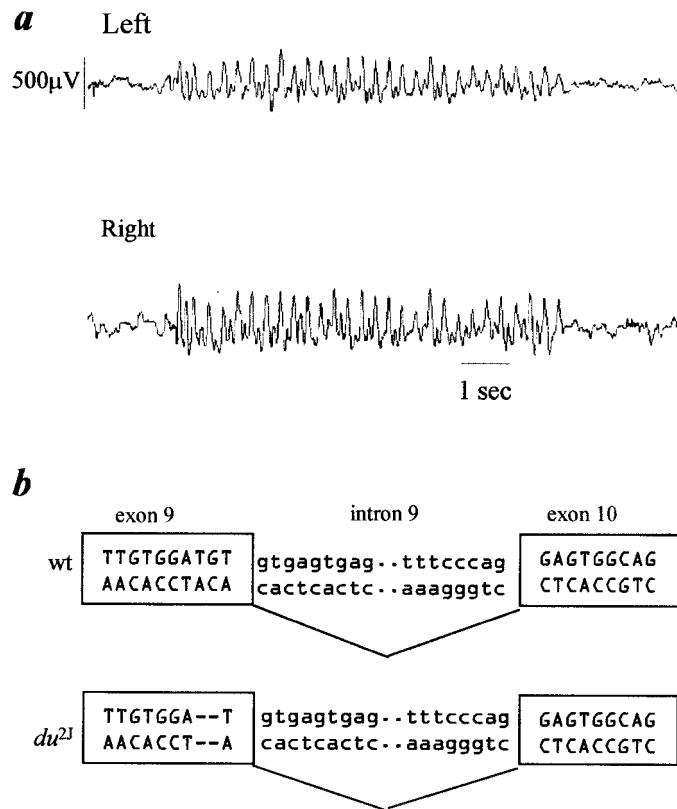 a Left
500µV
Right
1 sec
b
exon 9 intron 9 exon 10
wt
TTGTGGATGT gtgagtgag··tttcccag GAGTGGCAG
AACACCTACA cactcactc··aaagggtc CTCACCGTC
du²ᴶ
TTGTGGA--T gtgagtgag··tttcccag GAGTGGCAG
AACACCT--A cactcactc··aaagggtc CTCACCGTC